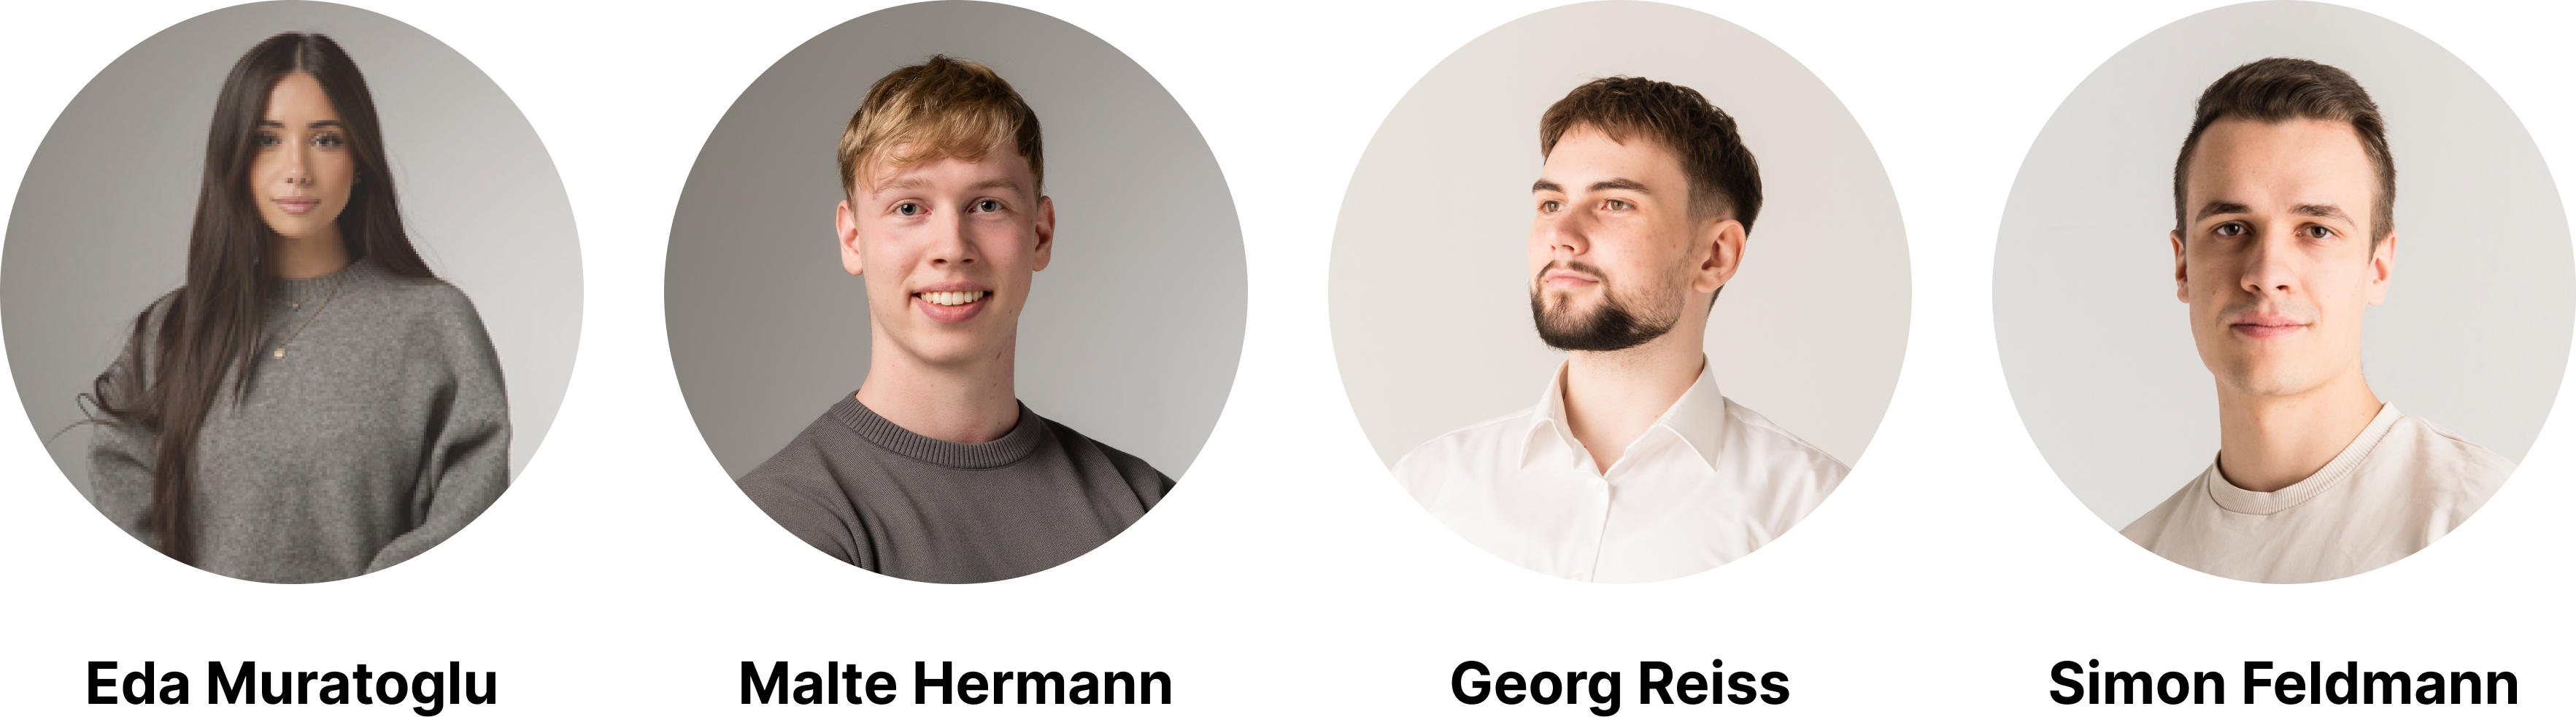 Eda Muratoglu
Malte Hermann
Georg Reiss
Simon Feldmann